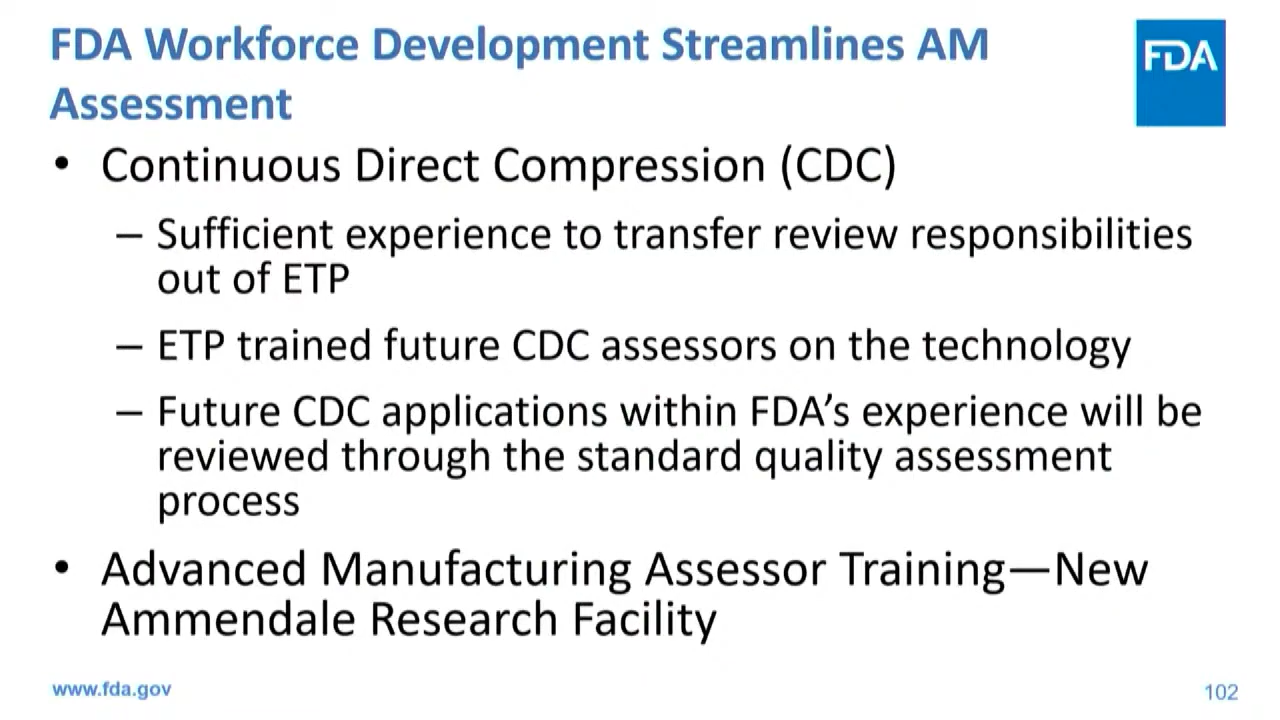 FDA Workforce Development Streamlines AM
Assessment
FDA
• Continuous Direct Compression (CDC)
– Sufficient experience to transfer review responsibilities
out of ETP
– ETP trained future CDC assessors on the technology
– Future CDC applications within FDA’s experience will be
reviewed through the standard quality assessment
process
• Advanced Manufacturing Assessor Training—New
Ammendale Research Facility
www.fda.gov
102